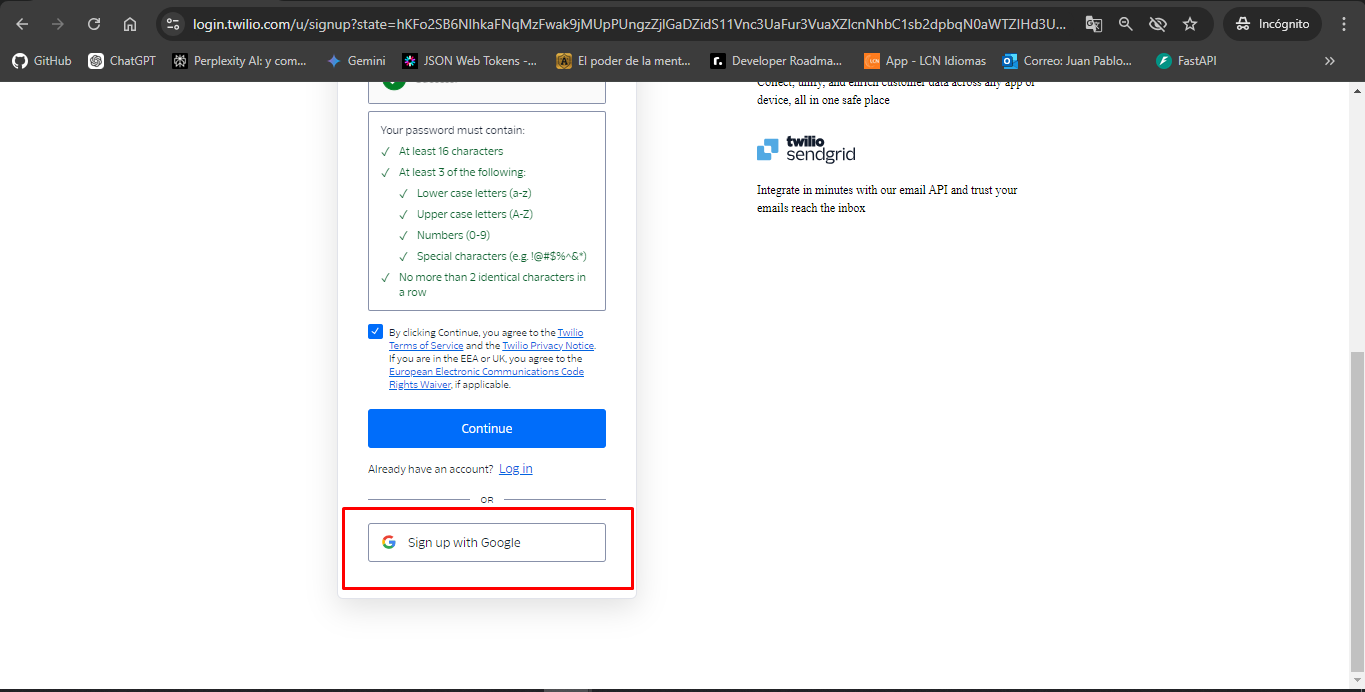 login.twilio.com/u/signup?state=hKFo2SB6NlhkaFNqMzFwak9jMUpPUngzZjlGaDZidS11Vnc3UaFur3VuaXZlcnNhbC1sb2dpbqN0aWTZIHd3U...
Incógnito
GitHub
ChatGPT
Perplexity AI: y com...
Gemini
JSON Web Tokens -...
El poder de la ment...
Developer Roadma...
App - LCN Idiomas
Correo: Juan Pablo...
FastAPI
»
Your password must contain:
✓ At least 16 characters
✓ At least 3 of the following:
✓ Lower case letters (a-z)
✓ Upper case letters (A-Z)
✓ Numbers (0-9)
✓ Special characters (e.g. !@#$%^&*)
✓ No more than 2 identical characters in
a row
By clicking Continue, you agree to the Twilio
Terms of Service and the Twilio Privacy Notice.
If you are in the EEA or UK, you agree to the
European Electronic Communications Code
Rights Waiver, if applicable.
Continue
Already have an account? Log in
OR
Sign up with Google
Collect, unify, and enrich customer data across any app or
device, all in one safe place
twilio
sendgrid
Integrate in minutes with our email API and trust your
emails reach the inbox